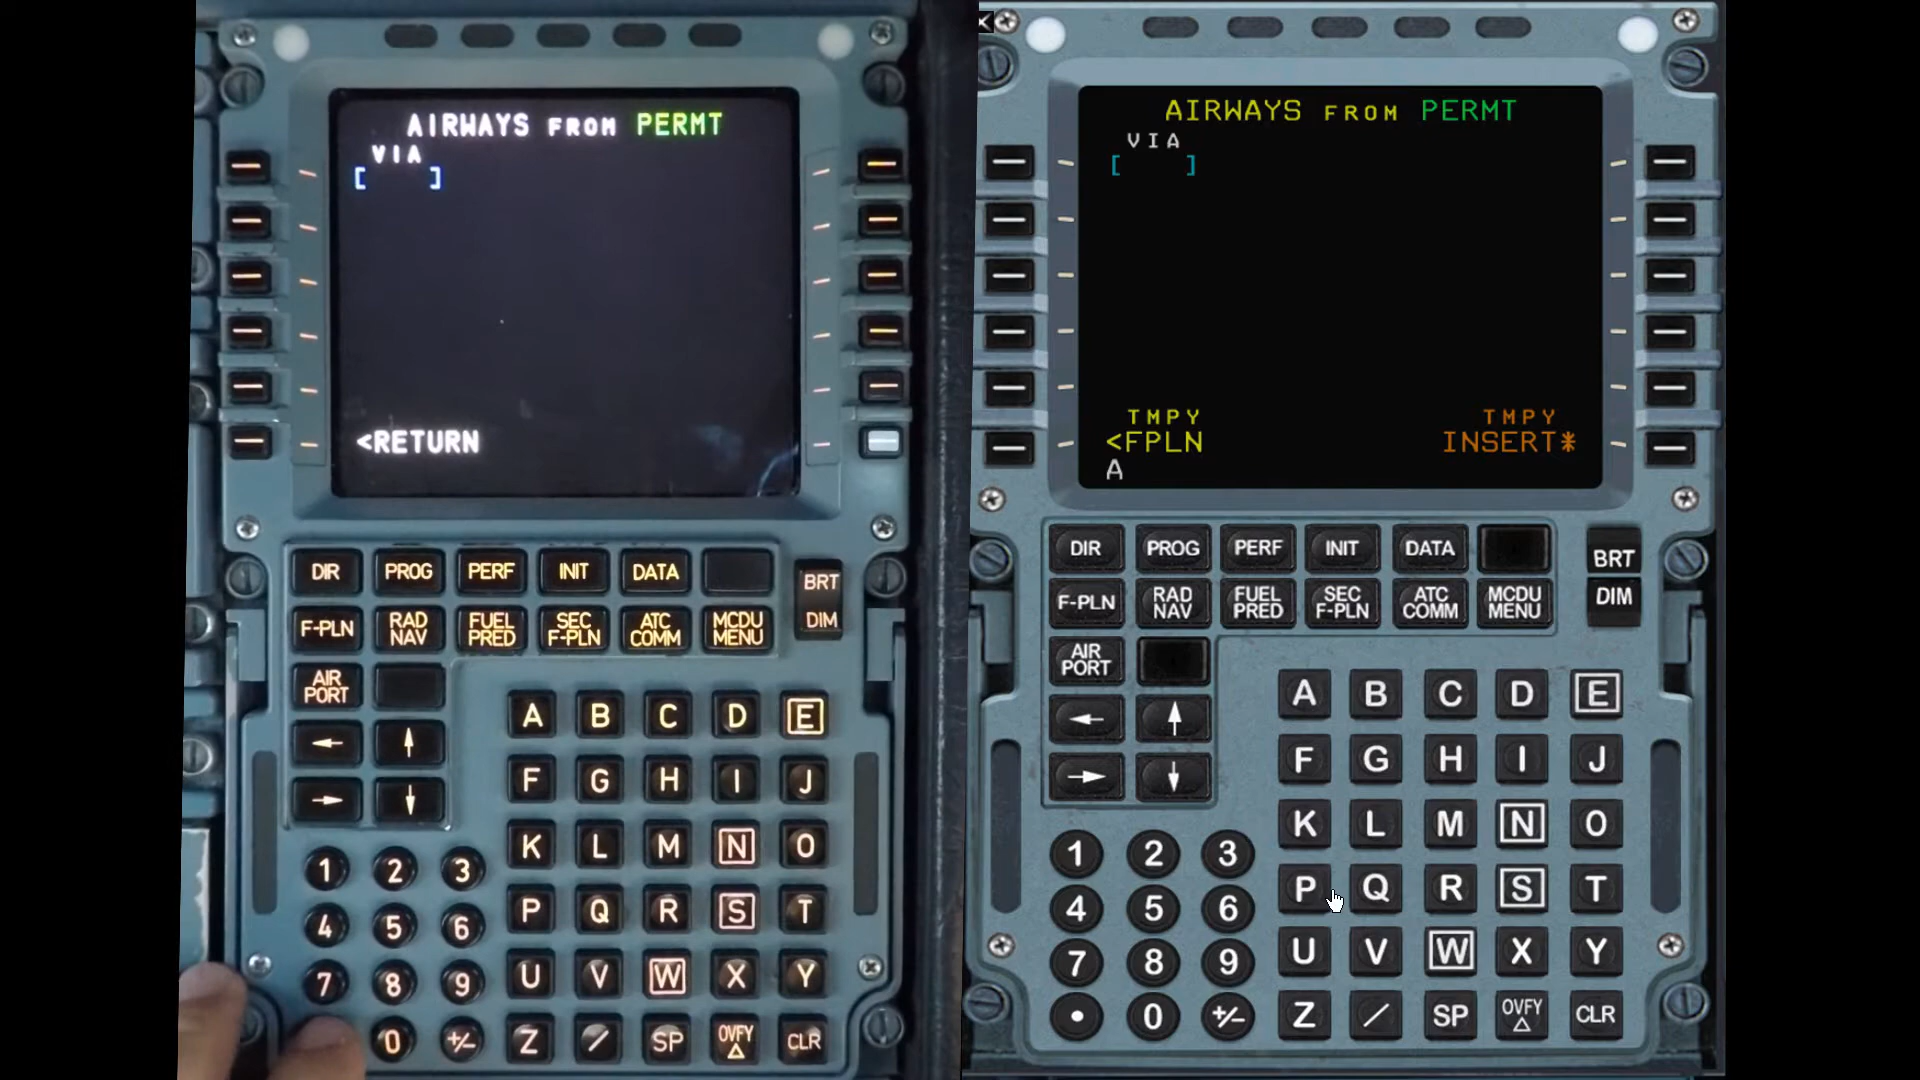 AIRWAYS FROM PERMT
VIA
[ ]
<RETURN
DIR PROG PERF INIT DATA
BRT
DIM
F-PLN RAD NAV FUEL PRED SEC F-PLN ATC COMM MCDU MENU
AIR PORT
← ↑
→ ↓
A B C D E
F G H I J
K L M N O
P Q R S T
U V W X Y
Z / SP OVFY △ CLR
1 2 3
4 5 6
7 8 9
0 +/-
AIRWAYS FROM PERMT
VIA
[ ]
TMPY TMPY
<FPLN INSERT*
A
DIR PROG PERF INIT DATA
BRT
DIM
F-PLN RAD NAV FUEL PRED SEC F-PLN ATC COMM MCDU MENU
AIR PORT
← ↑
→ ↓
A B C D E
F G H I J
K L M N O
P Q R S T
U V W X Y
Z / SP OVFY △ CLR
1 2 3
4 5 6
7 8 9
• 0 +/-